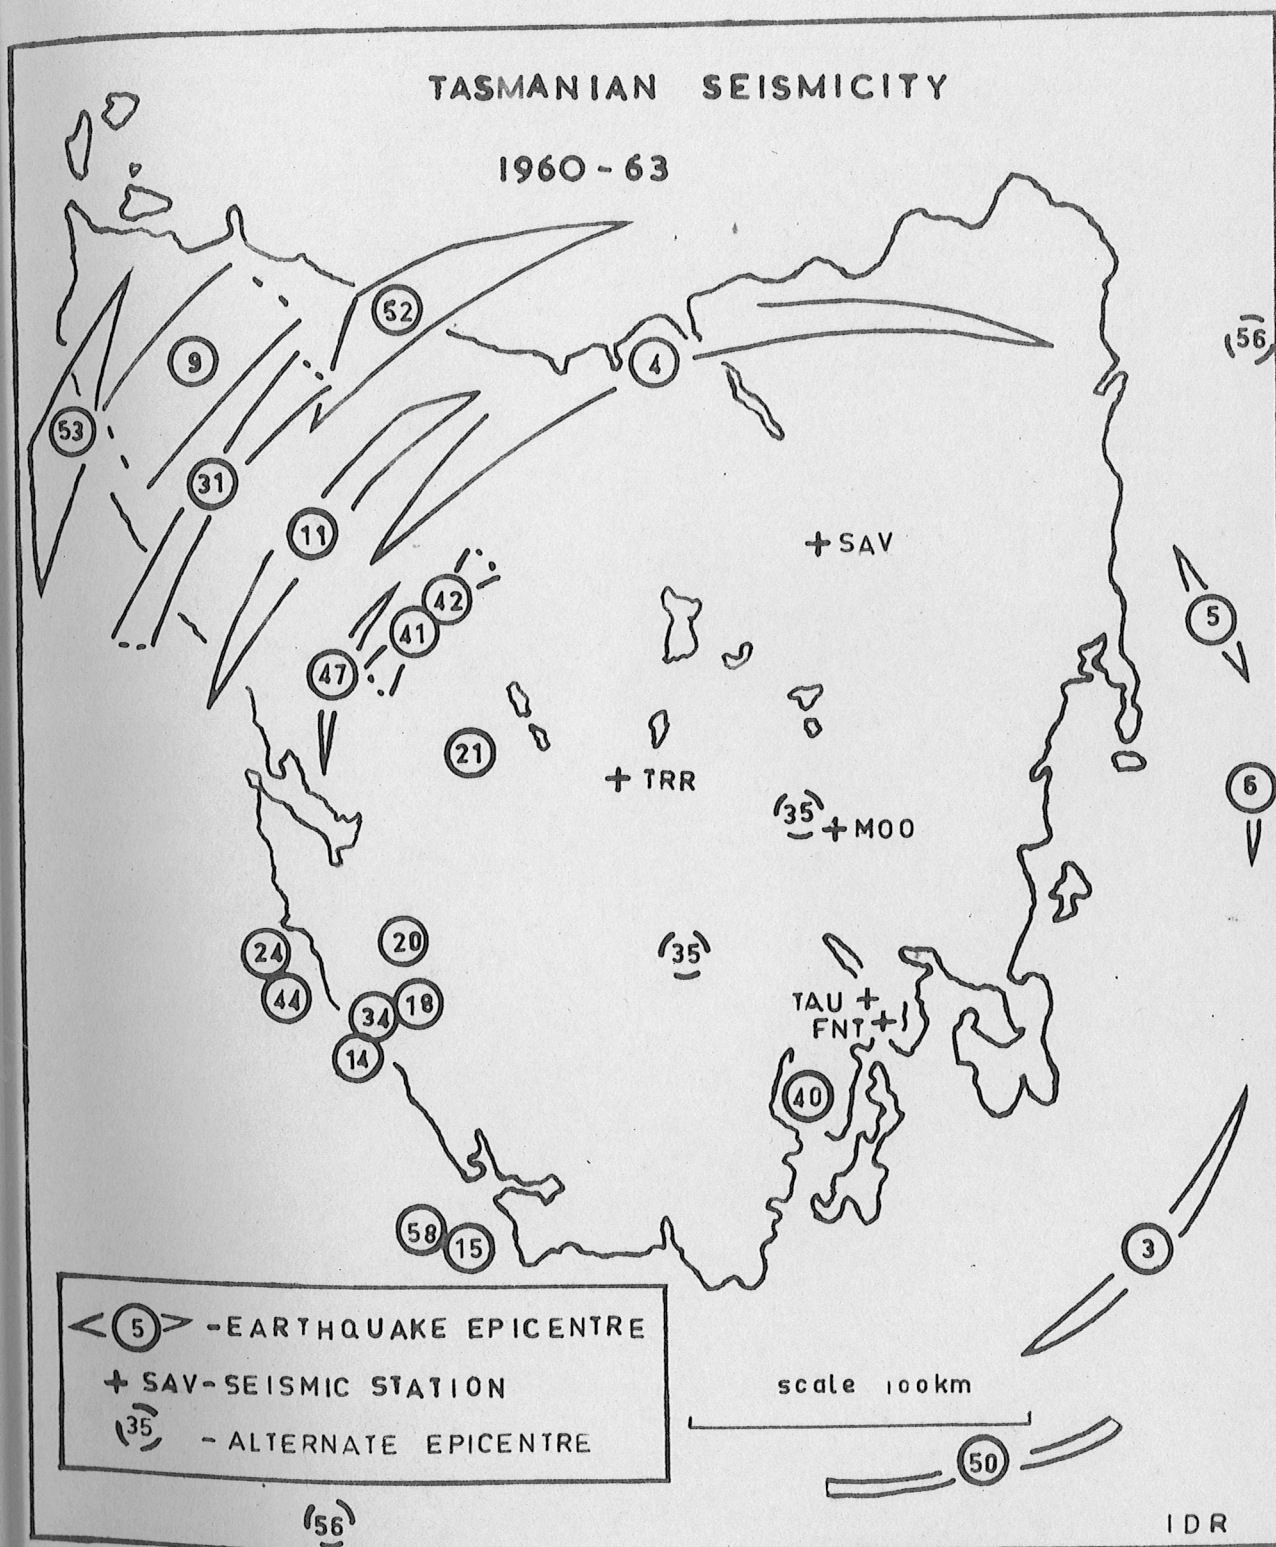 TASMANIAN SEISMICITY
1960-63
52
56
9
4
53
31
11
+ SAV
42
5
41
47
21
+ TRR
6
35
+ MOO
24
20
35
44
18
34
TAU +
FNT +
14
40
58
15
3
< 5 > - EARTHQUAKE EPICENTRE
+ SAV - SEISMIC STATION
35 - ALTERNATE EPICENTRE
scale 100km
50
56
IDR